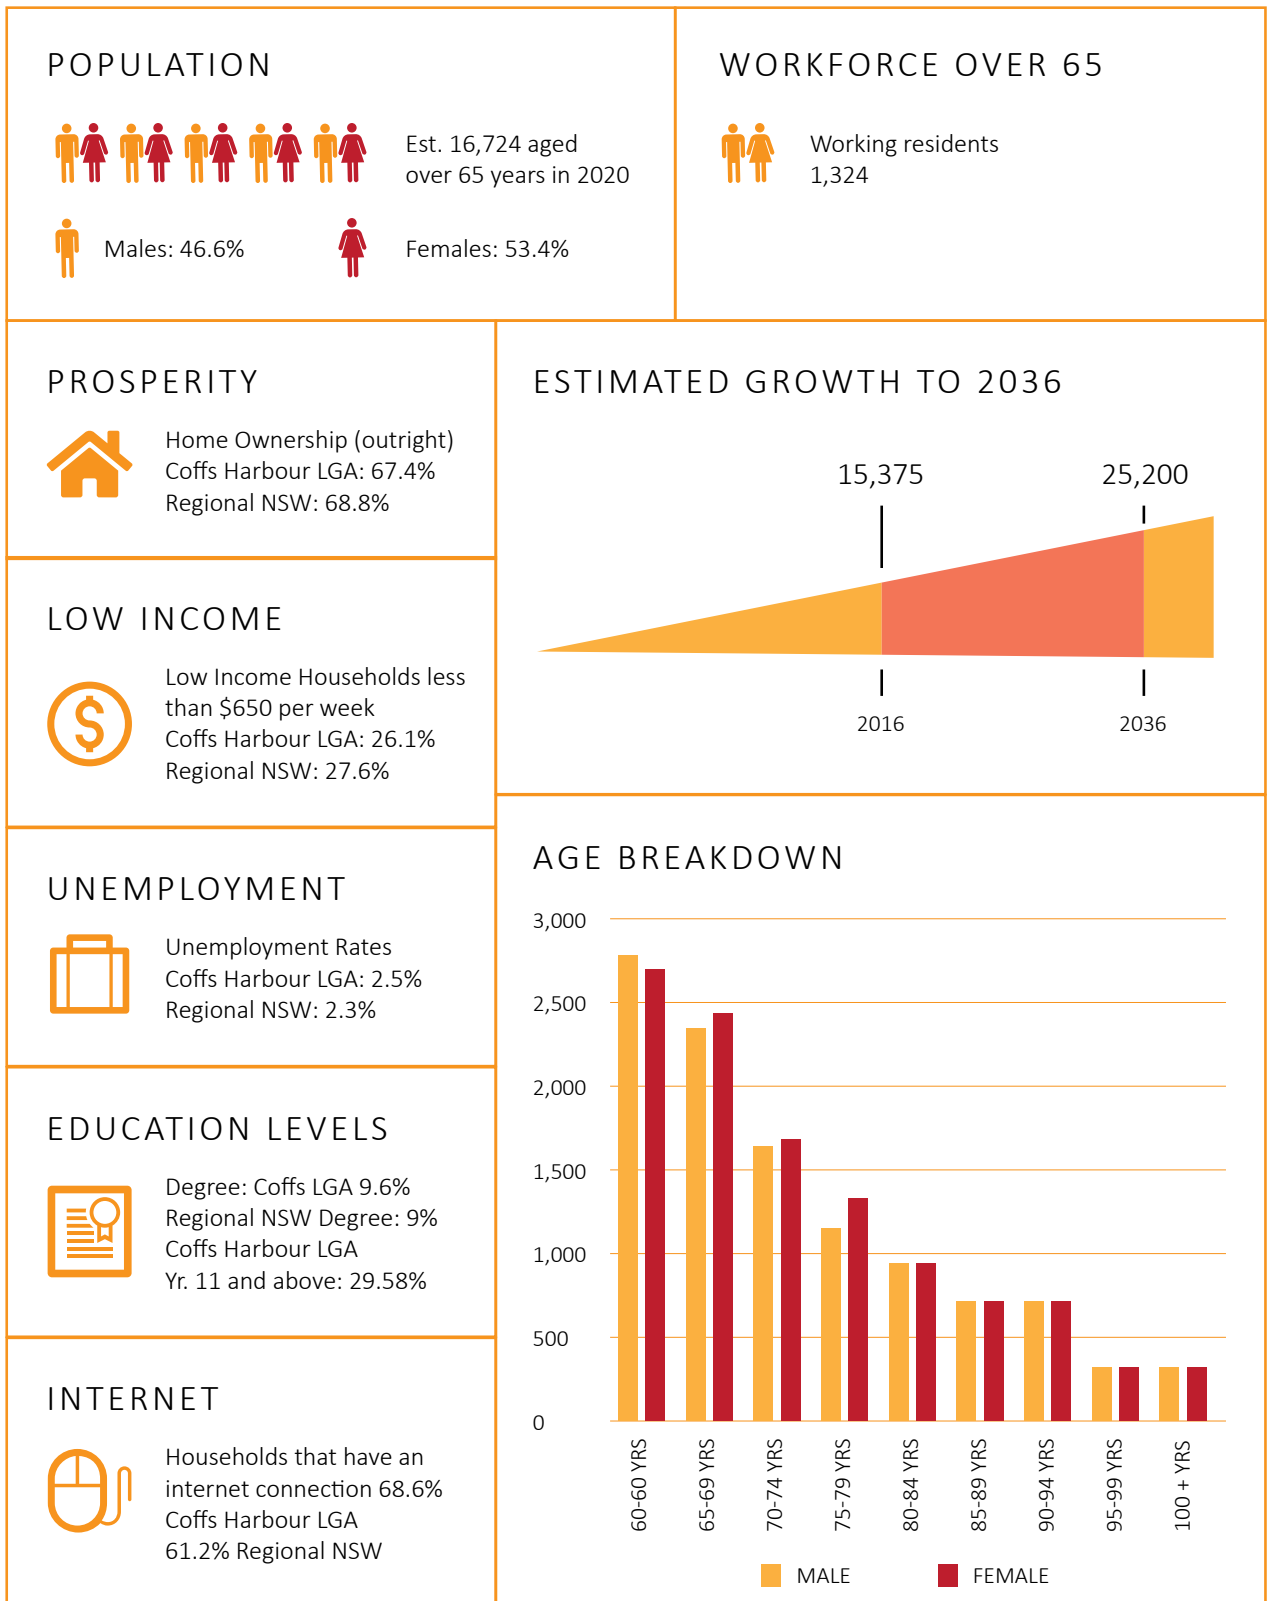 POPULATION
Est. 16,724 aged
over 65 years in 2020
Males: 46.6%
Females: 53.4%
WORKFORCE OVER 65
Working residents
1,324
PROSPERITY
Home Ownership (outright)
Coffs Harbour LGA: 67.4%
Regional NSW: 68.8%
LOW INCOME
$
Low Income Households less
than $650 per week
Coffs Harbour LGA: 26.1%
Regional NSW: 27.6%
UNEMPLOYMENT
Unemployment Rates
Coffs Harbour LGA: 2.5%
Regional NSW: 2.3%
EDUCATION LEVELS
Degree: Coffs LGA 9.6%
Regional NSW Degree: 9%
Coffs Harbour LGA
Yr. 11 and above: 29.58%
INTERNET
Households that have an
internet connection 68.6%
Coffs Harbour LGA
61.2% Regional NSW
ESTIMATED GROWTH TO 2036
15,375
25,200
2016
2036
AGE BREAKDOWN
3,000
2,500
2,000
1,500
1,000
500
0
60-60 YRS
65-69 YRS
70-74 YRS
75-79 YRS
80-84 YRS
85-89 YRS
90-94 YRS
95-99 YRS
100 + YRS
MALE
FEMALE